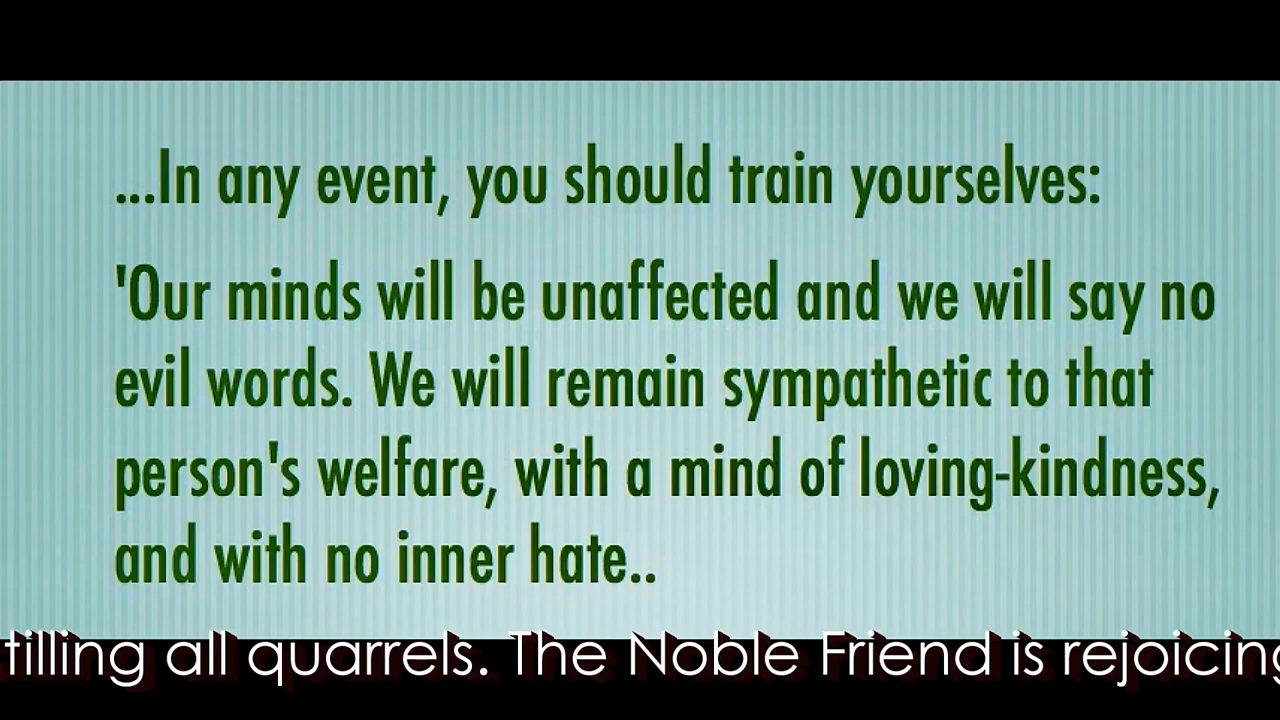 ...In any event, you should train yourselves:
'Our minds will be unaffected and we will say no
evil words. We will remain sympathetic to that
person's welfare, with a mind of loving-kindness,
and with no inner hate..
tilling all quarrels. The Noble Friend is rejoicing